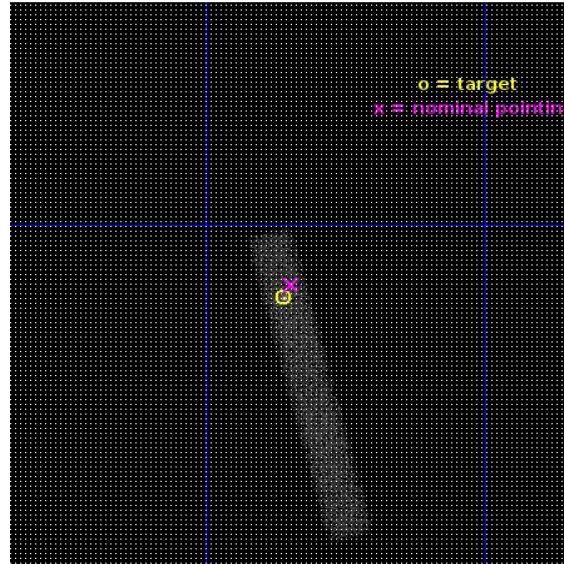 o = target
x = nominal pointin